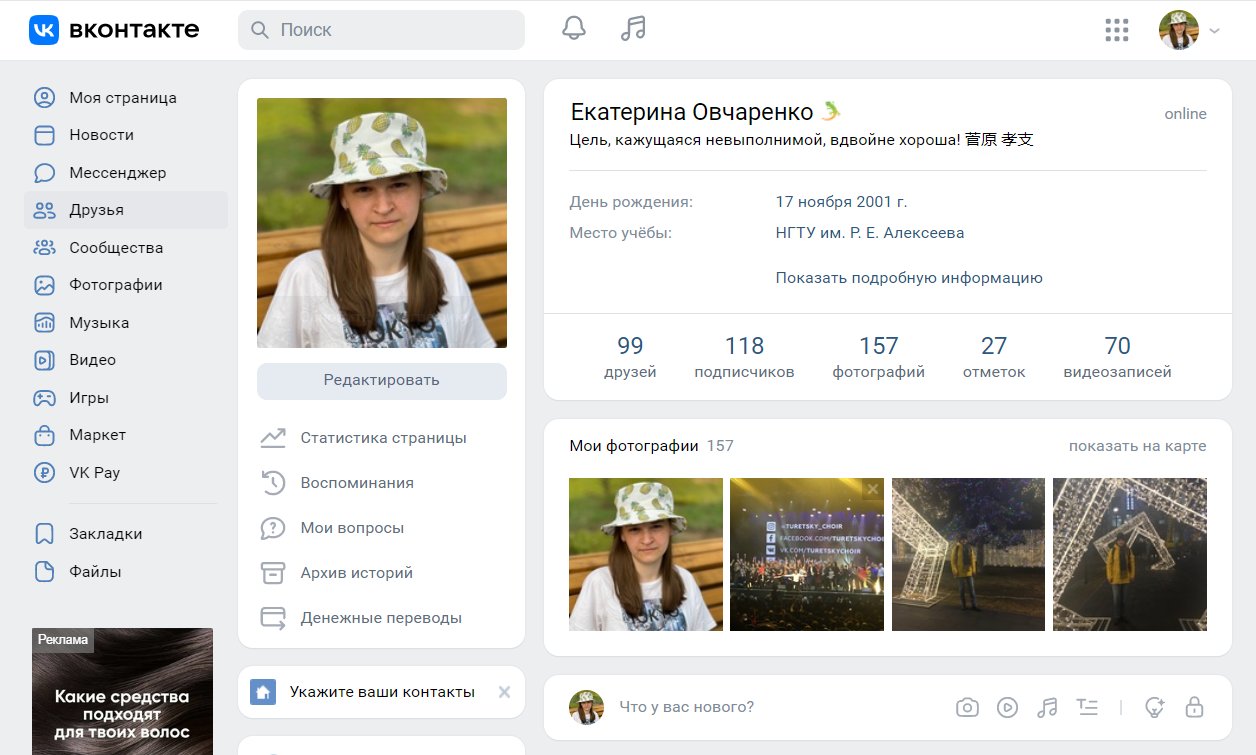 вконтакте
Поиск
Моя страница
Новости
Мессенджер
Друзья
Сообщества
Фотографии
Музыка
Видео
Игры
Маркет
VK Pay
Закладки
Файлы
Реклама
Какие средства
подходят
для твоих волос
TOKYO
Редактировать
Статистика страницы
Воспоминания
Мои вопросы
Архив историй
Денежные переводы
Укажите ваши контакты
Екатерина Овчаренко
online
Цель, кажущаяся невыполнимой, вдвойне хороша! 菅原 孝支
День рождения: 17 ноября 2001 г.
Место учёбы: НГТУ им. Р. Е. Алексеева
Показать подробную информацию
99 118 157 27 70
друзей подписчиков фотографий отметок видеозаписей
Мои фотографии 157 показать на карте
@TURETSKY_CHOIR
FACEBOOK.COM/TURETSKYCHOI
VK.COM/TURETSKYCHOIR
Что у вас нового?